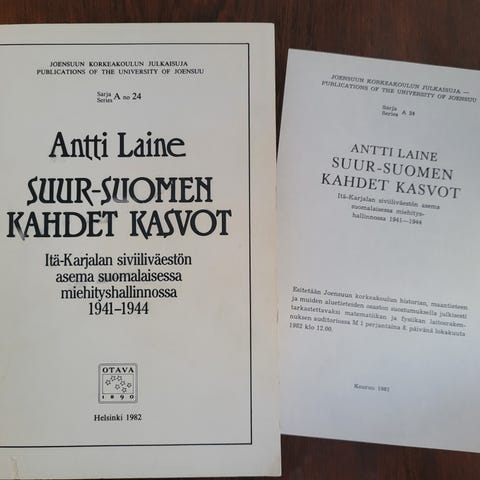 JOENSUUN KORKEAKOULUN JULKAISUJA
PUBLICATIONS OF THE UNIVERSITY OF JOENSUU
Sarja
Series A no 24
Antti Laine
SUUR-SUOMEN
KAHDET KASVOT
Itä-Karjalan siviiliväestön
asema suomalaisessa
miehityshallinnossa
1941–1944
OTAVA
1890
Helsinki 1982
JOENSUUN KORKEAKOULUN JULKAISUJA —
PUBLICATIONS OF THE UNIVERSITY OF JOENSUU
Sarja
Series A 24
ANTTI LAINE
SUUR-SUOMEN
KAHDET KASVOT
Itä-Karjalan siviiliväestön asema
suomalaisessa miehitys-
hallinnossa 1941—1944
Esitetään Joensuun korkeakoulun historian, maantieteen
ja muiden aluetieteiden osaston suostumuksella julkisesti
tarkastettavaksi matematiikan ja fysiikan laitosraken-
nuksen auditoriossa M 1 perjantaina 8. päivänä lokakuuta
1982 klo 12.00.
Keuruu 1982